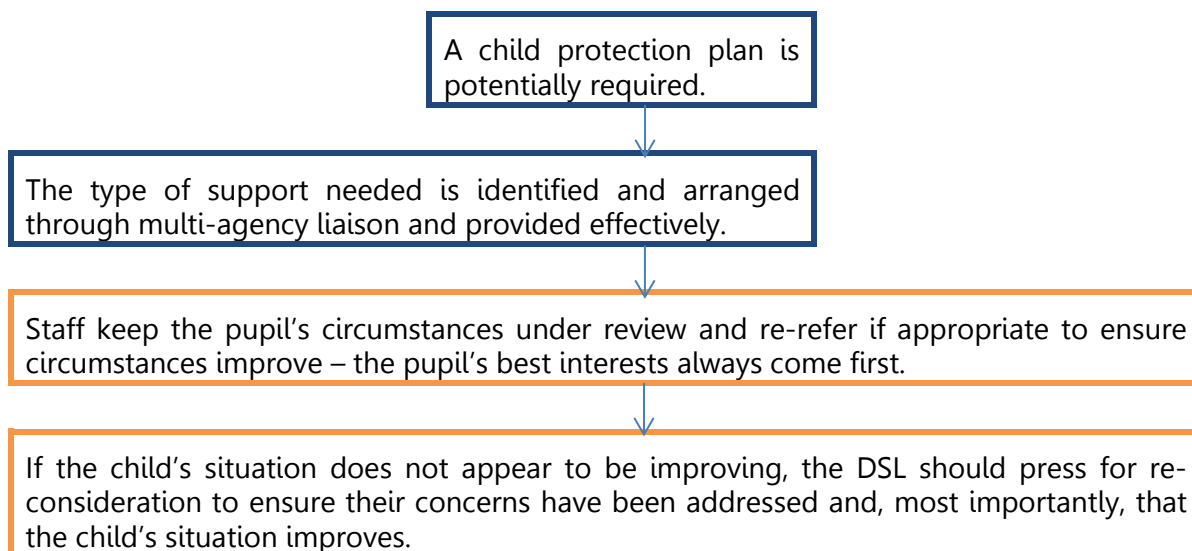 A child protection plan is
potentially required.
The type of support needed is identified and arranged
through multi-agency liaison and provided effectively.
Staff keep the pupil’s circumstances under review and re-refer if appropriate to ensure
circumstances improve – the pupil’s best interests always come first.
If the child’s situation does not appear to be improving, the DSL should press for re-
consideration to ensure their concerns have been addressed and, most importantly, that
the child’s situation improves.